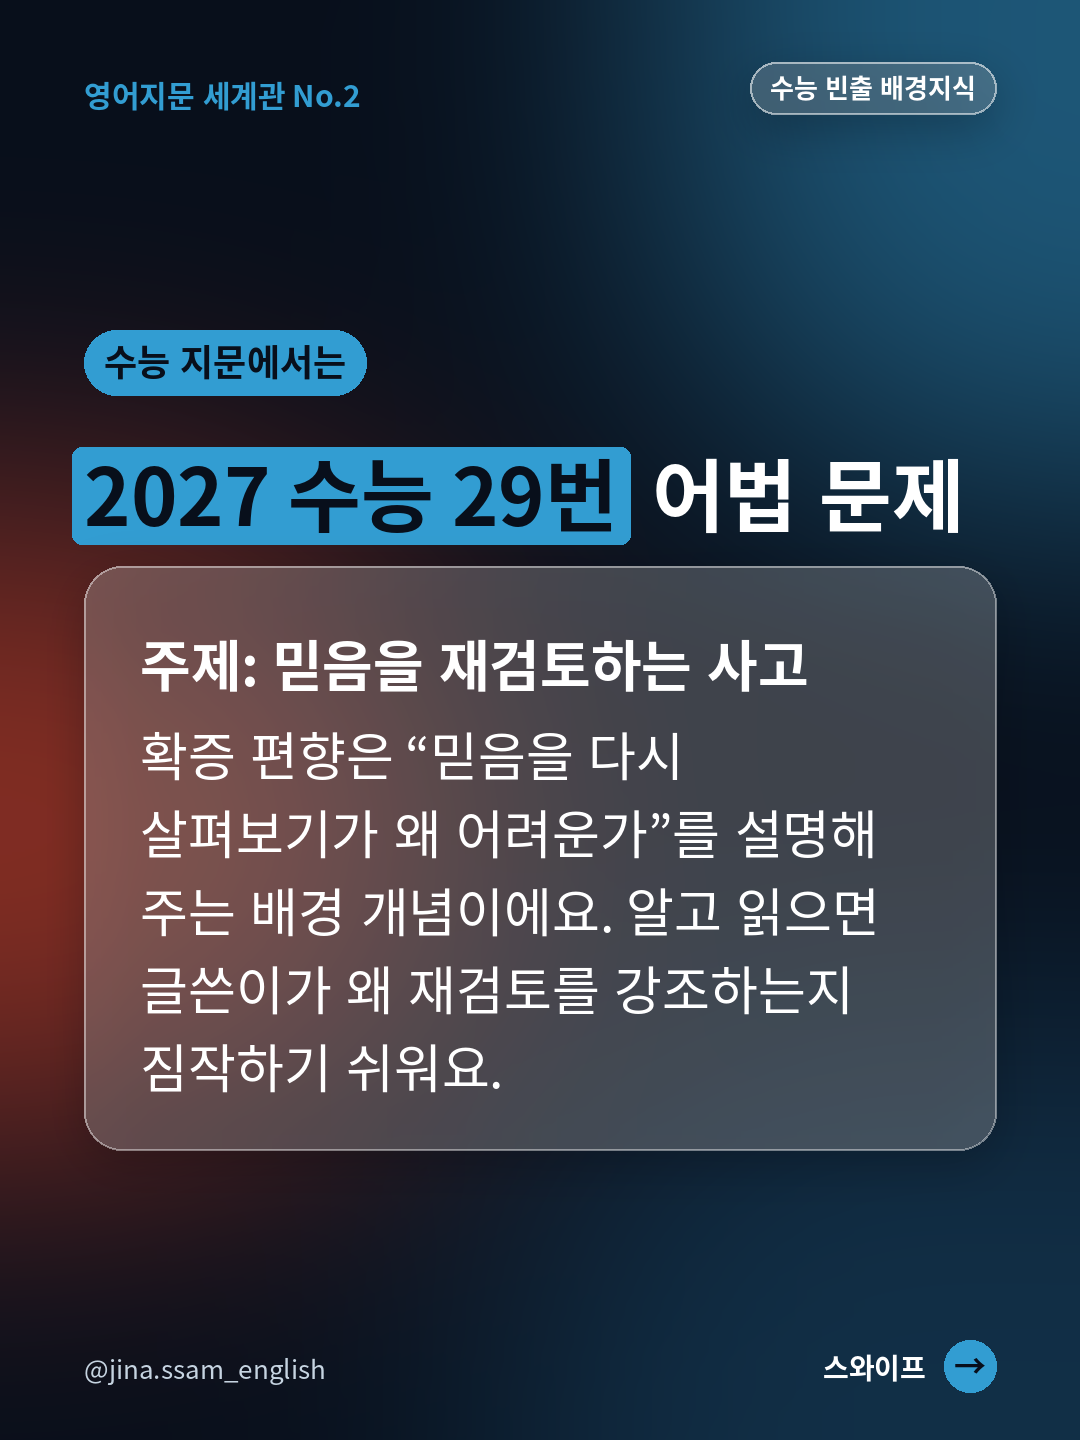 영어지문 세계관 No.2
수능 빈출 배경지식
수능 지문에서는
2027 수능 29번 어법 문제
주제: 믿음을 재검토하는 사고
확증 편향은 “믿음을 다시
살펴보기가 왜 어려운가”를 설명해
주는 배경 개념이에요. 알고 읽으면
글쓴이가 왜 재검토를 강조하는지
짐작하기 쉬워요.
@jina.ssam_english
스와이프 →